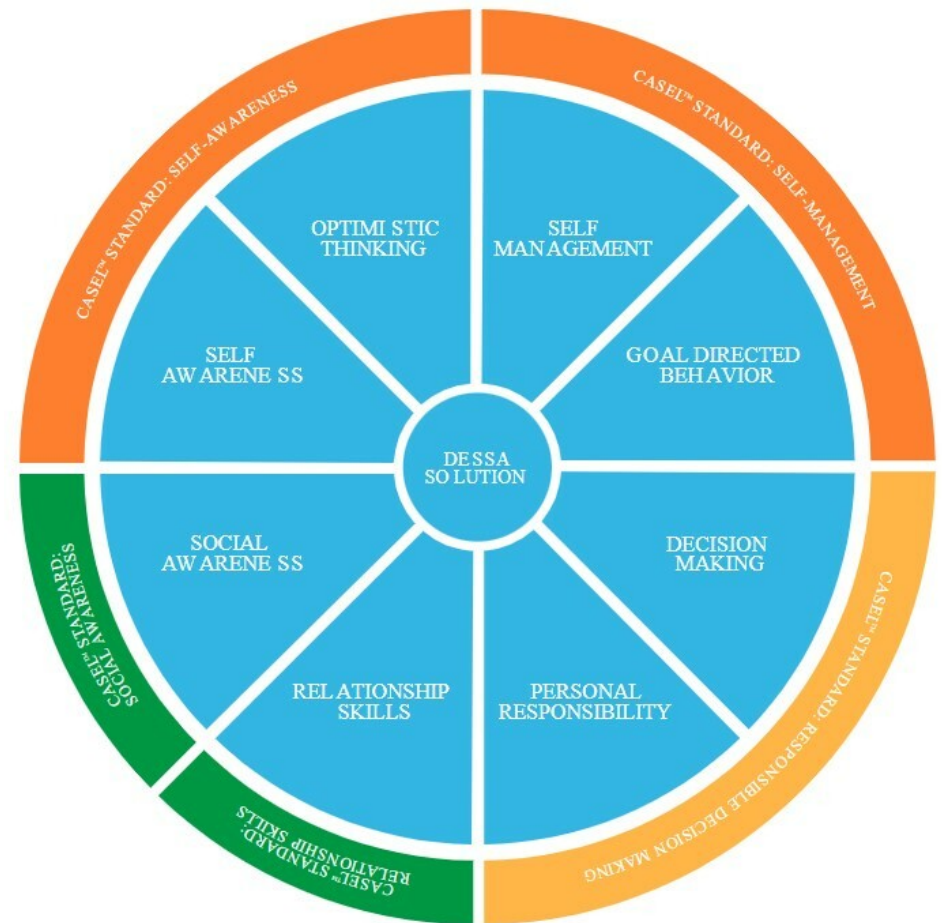 CASEL™ STANDARD: SELF-AWARENESS
CASEL™ STANDARD: SELF-MANAGEMENT
OPTIMI STIC
THINKING
SELF
MANAGEMENT
SELF
AWARENE SS
GOAL DIRECTED
BEHAVIOR
DESSA
SOLUTION
SOCIAL
AWARENE SS
DECISION
MAKING
RELATIONSHIP
SKILLS
PERSONAL
RESPONSIBILITY
CASEL™ STANDARD:
SOCIAL AWARENESS
CASEL™ STANDARD:
RELATIONSHIP SKILLS
CASEL™ STANDARD: RESPONSIBLE DECISION MAKING